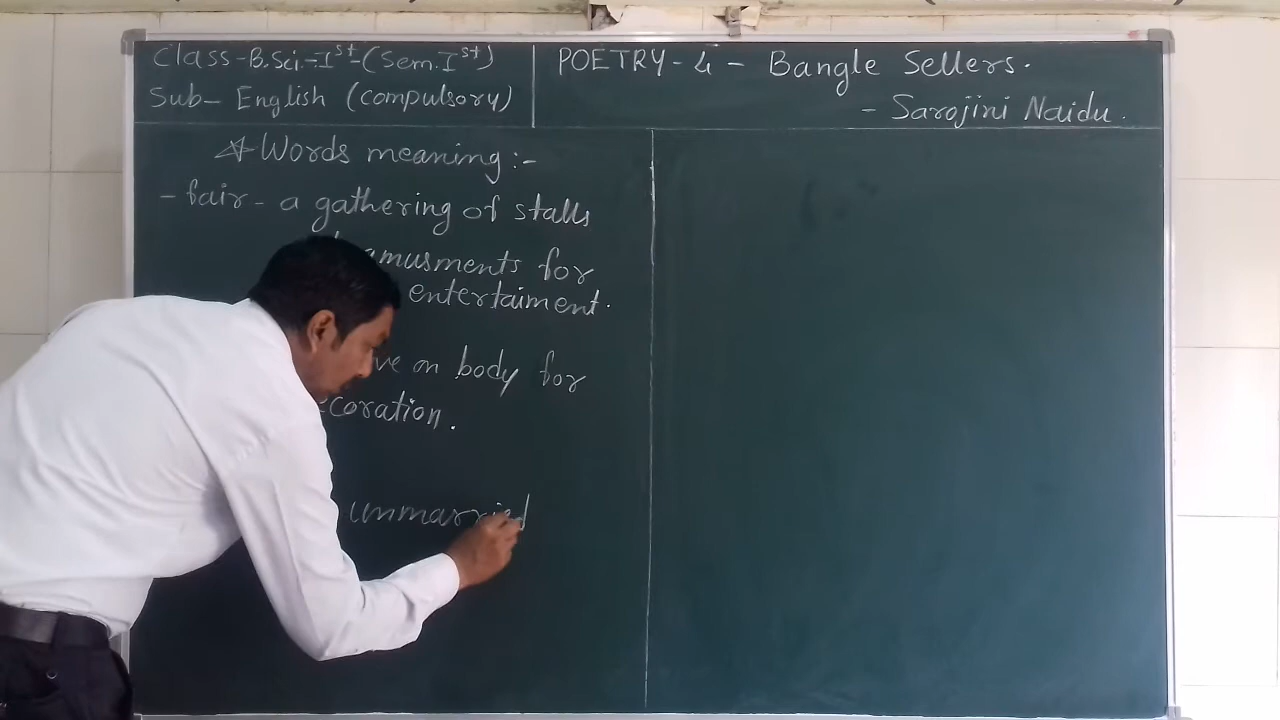 Class-B.Sci.-Ist-(Sem. Ist)
Sub- English (compulsory)
POETRY-4- Bangle Sellers.
- Sarojini Naidu.
Words meaning:-
- fair- a gathering of stalls
amusments for
entertaiment.
on body for
coration.
unmarried